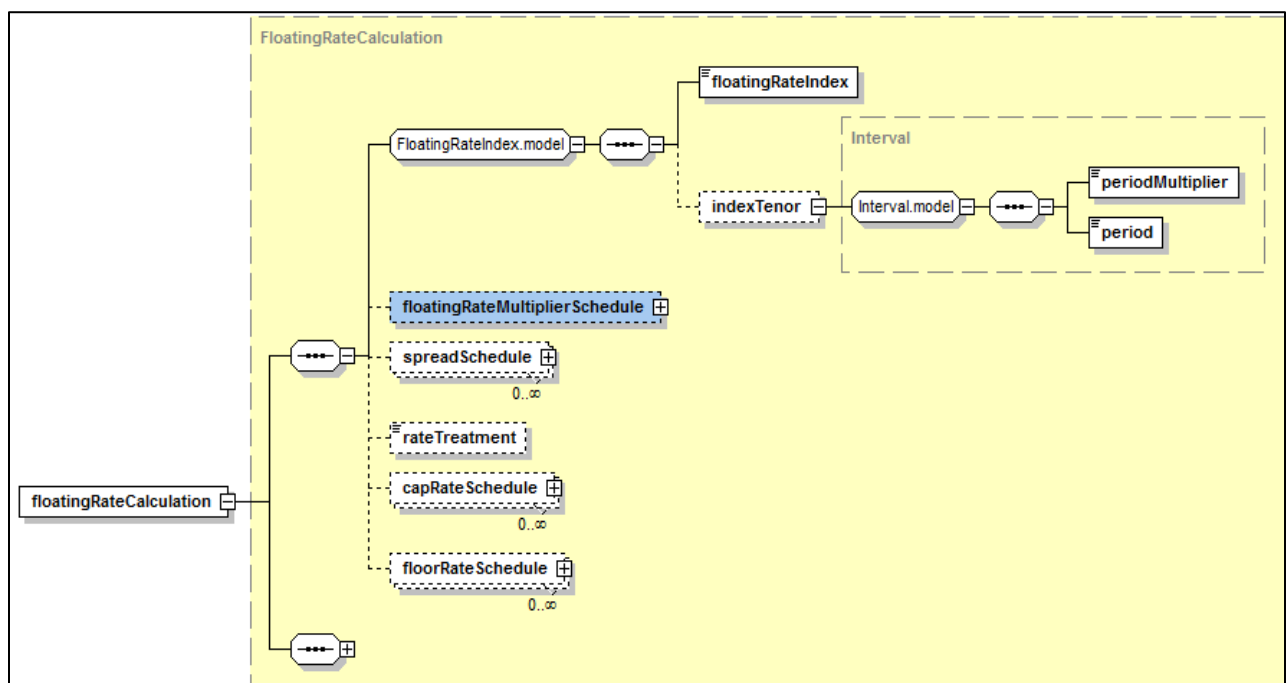 FloatingRateCalculation
floatingRateIndex
FloatingRateIndex.model
Interval
periodMultiplier
indexTenor
Interval.model
period
floatingRateMultiplierSchedule
spreadSchedule
0..∞
rateTreatment
capRateSchedule
0..∞
floatingRateCalculation
floorRateSchedule
0..∞